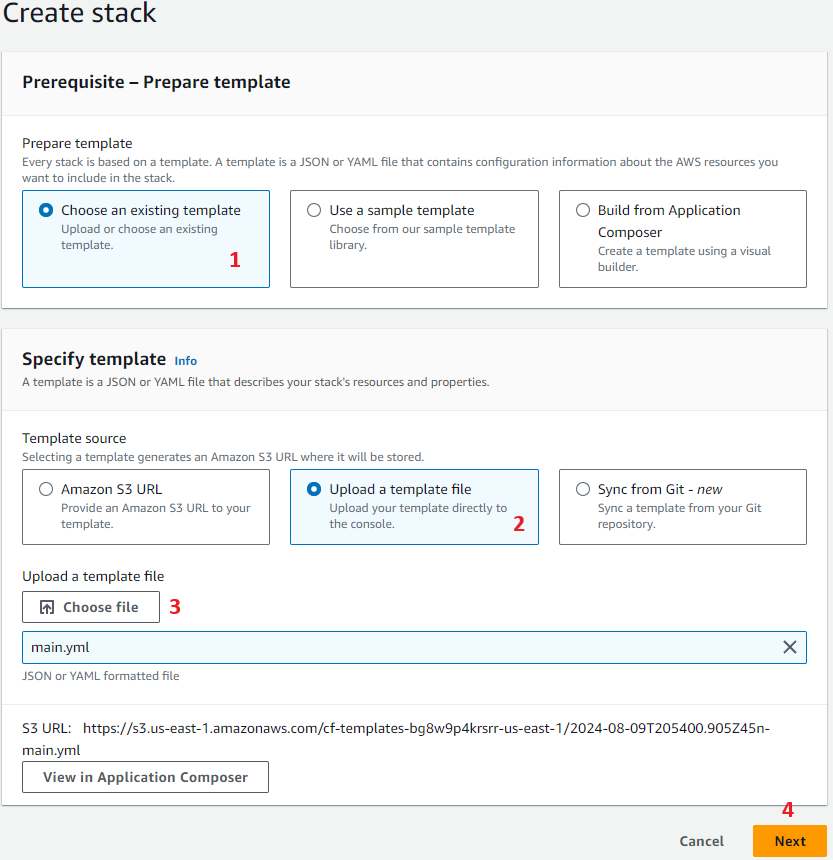 Create stack
Prerequisite – Prepare template
Prepare template
Every stack is based on a template. A template is a JSON or YAML file that contains configuration information about the AWS resources you
want to include in the stack.
Choose an existing template
Upload or choose an existing
template.
1
Use a sample template
Choose from our sample template
library.
Build from Application
Composer
Create a template using a visual
builder.
Specify template Info
A template is a JSON or YAML file that describes your stack's resources and properties.
Template source
Selecting a template generates an Amazon S3 URL where it will be stored.
Amazon S3 URL
Provide an Amazon S3 URL to your
template.
Upload a template file
Upload your template directly to
the console.
2
Sync from Git - new
Sync a template from your Git
repository.
Upload a template file
Choose file
3
main.yml
JSON or YAML formatted file
S3 URL: https://s3.us-east-1.amazonaws.com/cf-templates-bg8w9p4krsrr-us-east-1/2024-08-09T205400.905Z45n-
main.yml
View in Application Composer
4
Cancel
Next